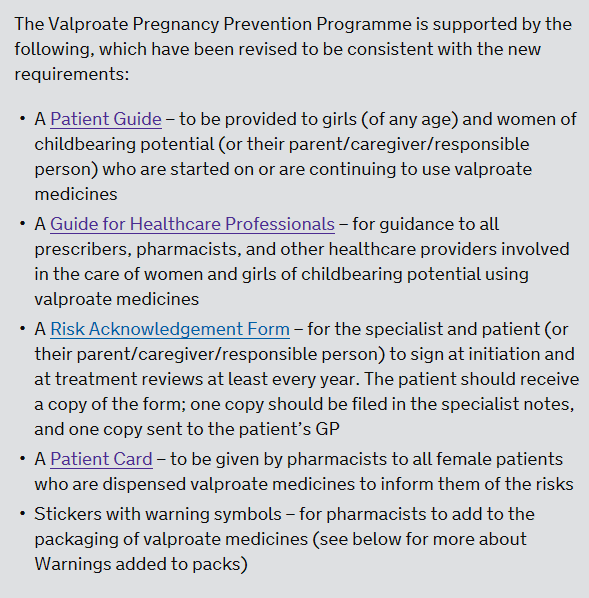 The Valproate Pregnancy Prevention Programme is supported by the
following, which have been revised to be consistent with the new
requirements:
• A Patient Guide – to be provided to girls (of any age) and women of
childbearing potential (or their parent/caregiver/responsible
person) who are started on or are continuing to use valproate
medicines
• A Guide for Healthcare Professionals – for guidance to all
prescribers, pharmacists, and other healthcare providers involved
in the care of women and girls of childbearing potential using
valproate medicines
• A Risk Acknowledgement Form – for the specialist and patient (or
their parent/caregiver/responsible person) to sign at initiation and
at treatment reviews at least every year. The patient should receive
a copy of the form; one copy should be filed in the specialist notes,
and one copy sent to the patient’s GP
• A Patient Card – to be given by pharmacists to all female patients
who are dispensed valproate medicines to inform them of the risks
• Stickers with warning symbols – for pharmacists to add to the
packaging of valproate medicines (see below for more about
Warnings added to packs)